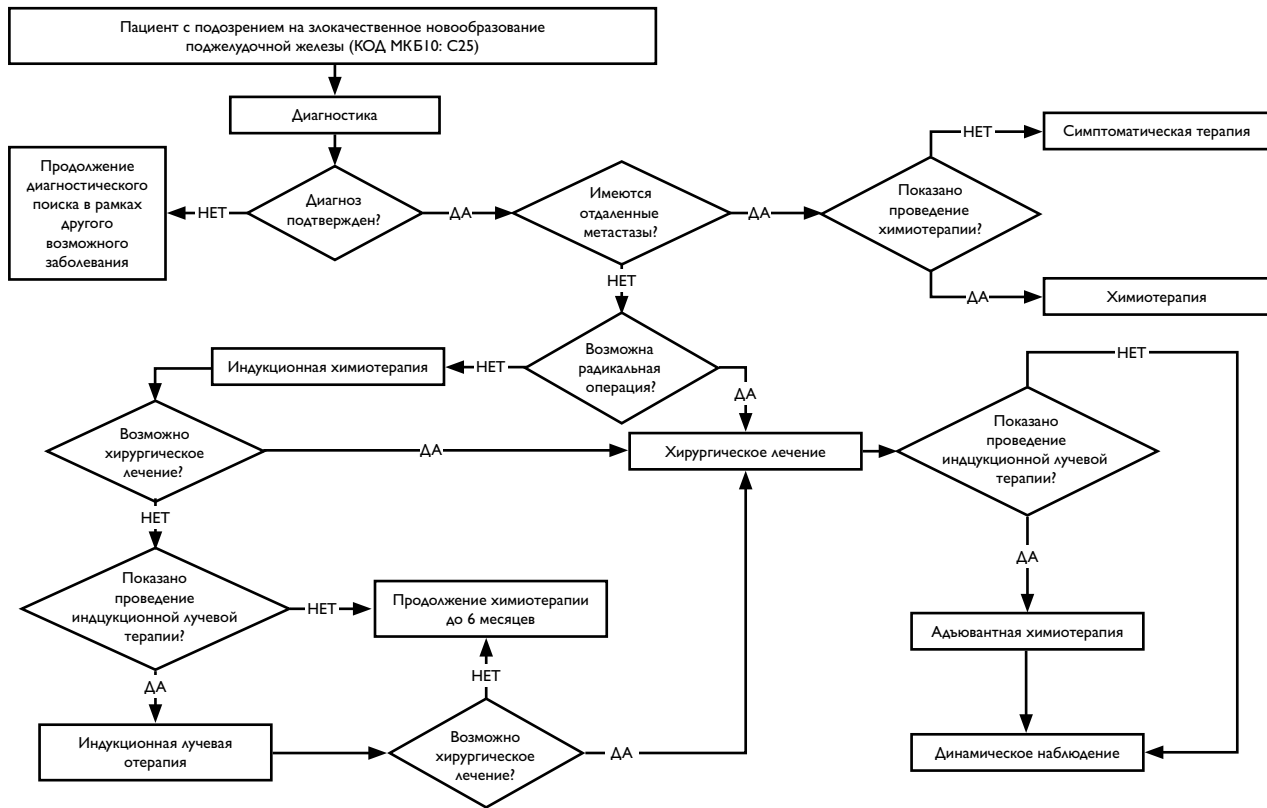 Пациент с подозрением на злокачественное новообразование
поджелудочной железы (КОД МКБ10: С25)
Диагностика
Продолжение
диагностического
поиска в рамках
другого
возможного
заболевания
НЕТ
Диагноз
подтвержден?
ДА
Имеются
отдаленные
метастазы?
ДА
Показано
проведение
химиотерапии?
НЕТ
Симптоматическая терапия
ДА
Химиотерапия
НЕТ
Возможна
радикальная
операция?
НЕТ
Индукционная химиотерапия
ДА
Возможно
хирургическое
лечение?
ДА
Хирургическое лечение
Показано
проведение
индцукционной лучевой
терапии?
НЕТ
НЕТ
ДА
Показано
проведение
индцукционной лучевой
терапии?
НЕТ
Продолжение химиотерапии
до 6 месяцев
Адъювантная химиотерапия
ДА
НЕТ
Индукционная лучевая
отерапия
Возможно
хирургическое
лечение?
ДА
Динамическое наблюдение